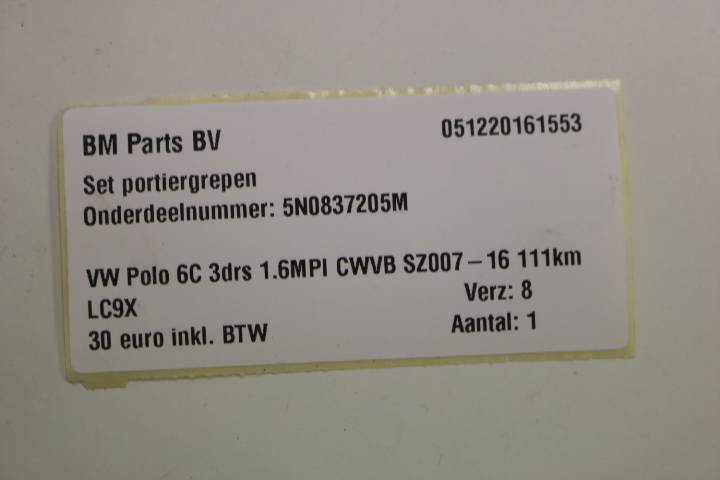 BM Parts BV 051220161553
Set portiergrepen
Onderdeelnummer: 5N0837205M
VW Polo 6C 3drs 1.6MPI CWVB SZ007 – 16 111km
LC9X Verz: 8
30 euro inkl. BTW Aantal: 1